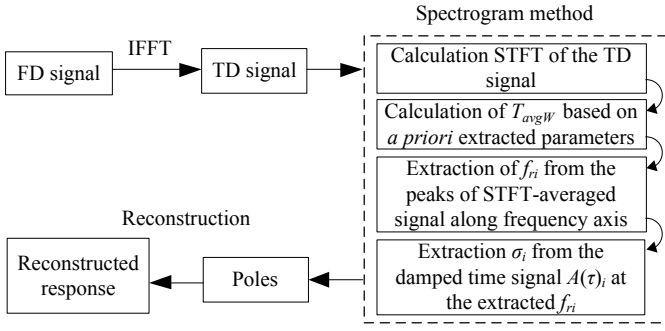 Spectrogram method
IFFT
FD signal
TD signal
Calculation STFT of the TD
signal
Calculation of T_avgW based on
a priori extracted parameters
Extraction of f_ri from the
peaks of STFT-averaged
signal along frequency axis
Extraction σ_i from the
damped time signal A(τ)_i at
the extracted f_ri
Reconstruction
Poles
Reconstructed
response